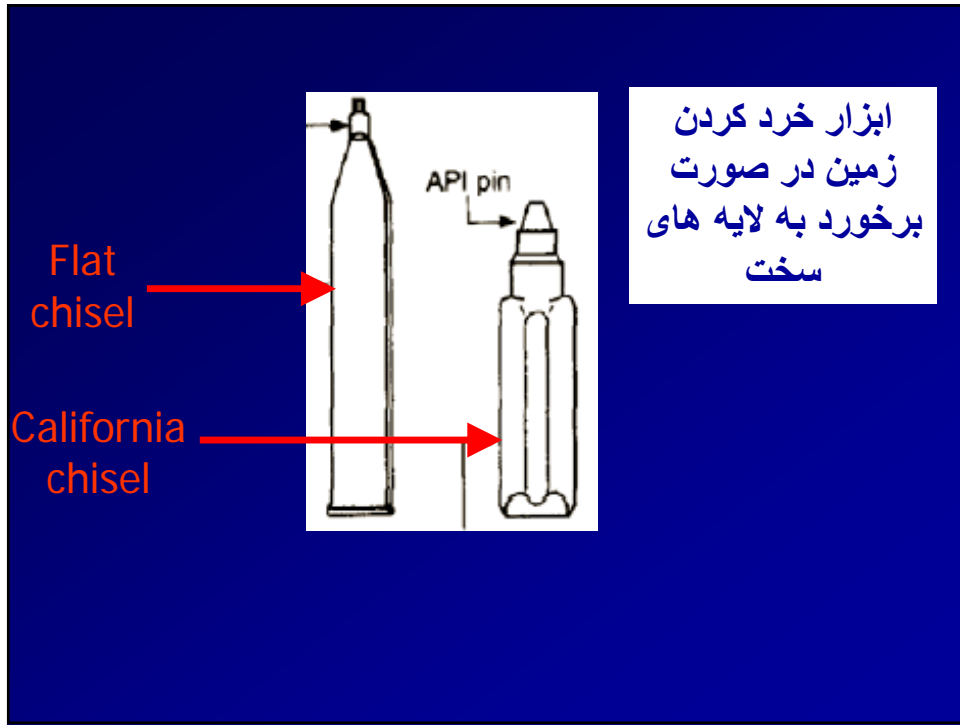 ابزار خرد کردن
زمین در صورت
برخورد به لایه های
سخت
API pin
Flat
chisel
California
chisel